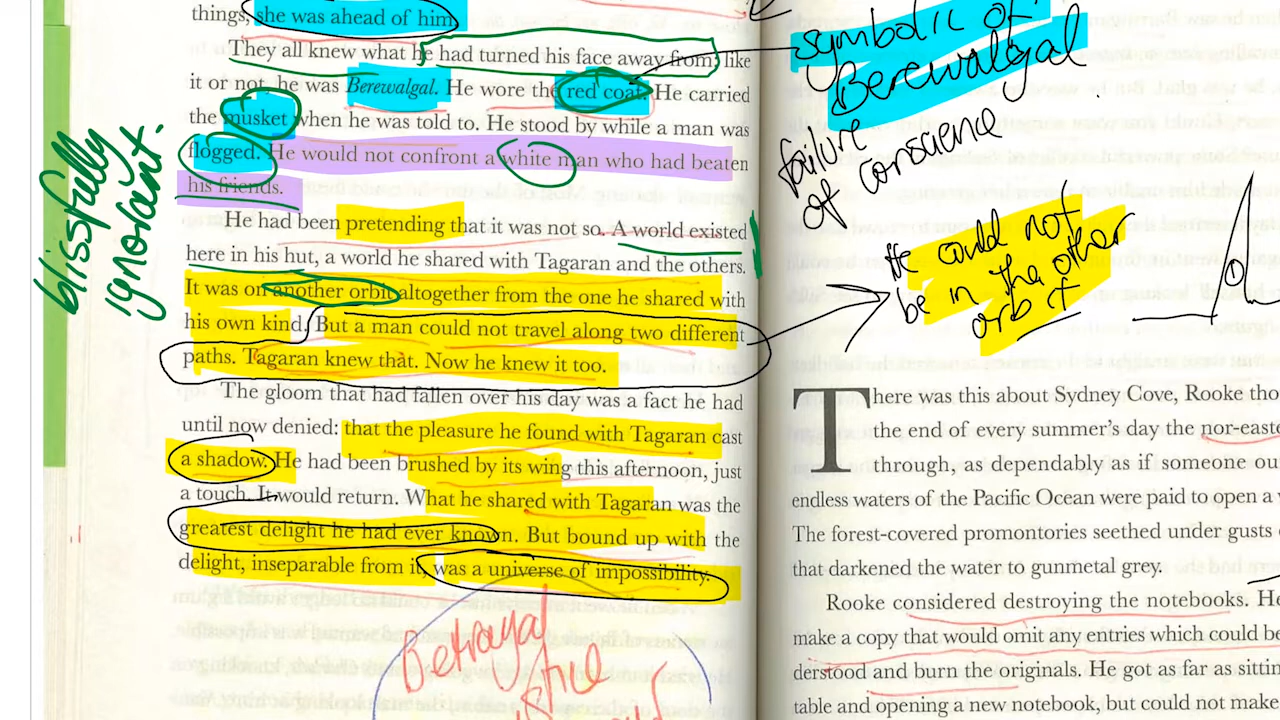 things, she was ahead of him.
They all knew what he had turned his face away from: like
it or not, he was Berewalgal. He wore the red coat. He carried
the musket when he was told to. He stood by while a man was
flogged. He would not confront a white man who had beaten
his friends.
He had been pretending that it was not so. A world existed
here in his hut, a world he shared with Tagaran and the others.
It was on another orbit altogether from the one he shared with
his own kind. But a man could not travel along two different
paths. Tagaran knew that. Now he knew it too.
The gloom that had fallen over his day was a fact he had
until now denied: that the pleasure he found with Tagaran cast
a shadow. He had been brushed by its wing this afternoon, just
a touch. It would return. What he shared with Tagaran was the
greatest delight he had ever known. But bound up with the
delight, inseparable from it, was a universe of impossibility.
blissfully
ignorant.
Betrayal
symbolic of
Berewalgal
failure
of conscience
He could not
be in the other
orbit
There was this about Sydney Cove, Rooke tho
the end of every summer's day the nor-easte
through, as dependably as if someone ou
endless waters of the Pacific Ocean were paid to open a
The forest-covered promontories seethed under gusts
that darkened the water to gunmetal grey.
Rooke considered destroying the notebooks. He
make a copy that would omit any entries which could be
derstood and burn the originals. He got as far as sittin
table and opening a new notebook, but could not make